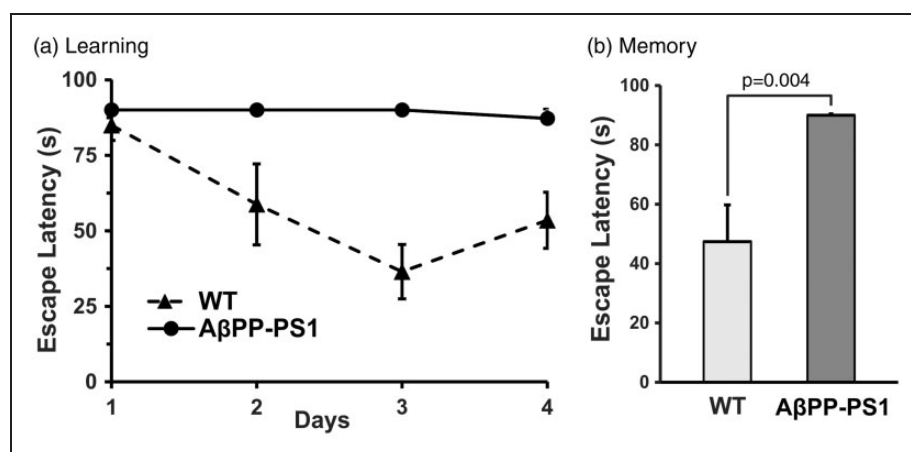 (a) Learning
100
75
50
25
0
Escape Latency (s)
WT
AβPP-PS1
1 2 3 4
Days
(b) Memory
p=0.004
100
80
60
40
20
0
Escape Latency (s)
WT AβPP-PS1